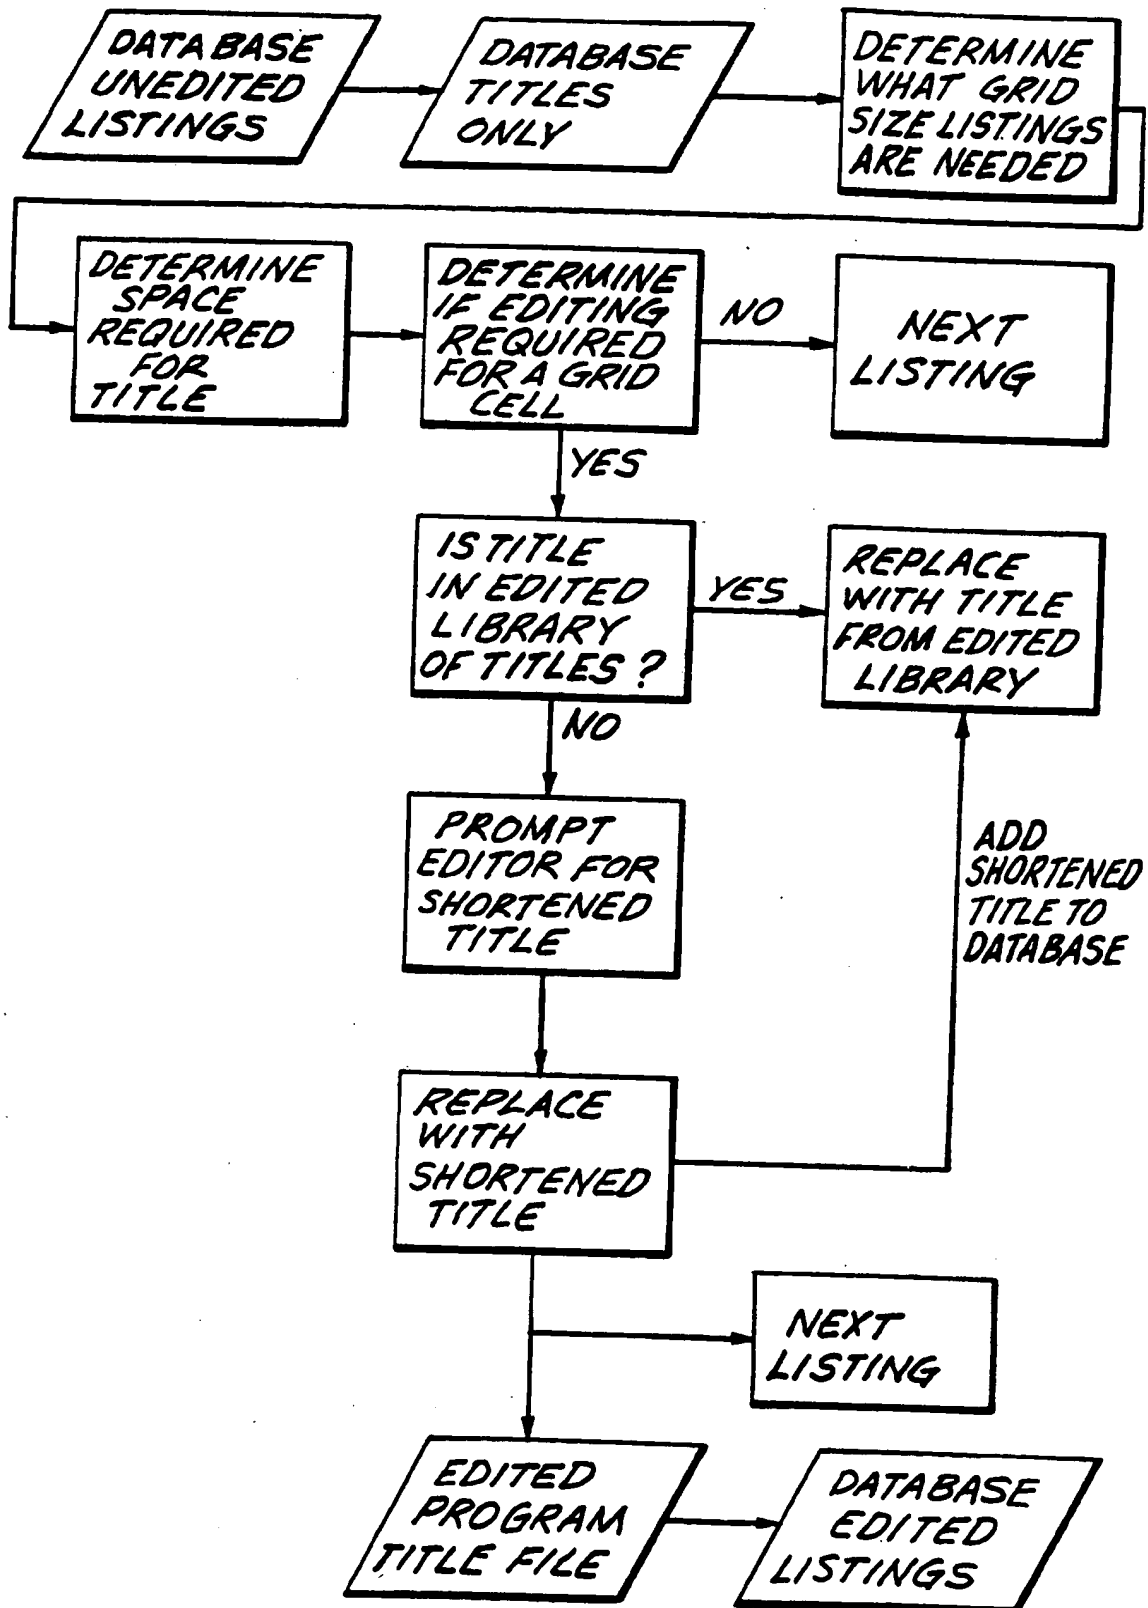 DATABASE
UNEDITED
LISTINGS
DATABASE
TITLES
ONLY
DETERMINE
WHAT GRID
SIZE LISTINGS
ARE NEEDED
DETERMINE
SPACE
REQUIRED
FOR
TITLE
DETERMINE
IF EDITING
REQUIRED
FOR A GRID
CELL
NO
NEXT
LISTING
YES
IS TITLE
IN EDITED
LIBRARY
OF TITLES?
YES
REPLACE
WITH TITLE
FROM EDITED
LIBRARY
NO
PROMPT
EDITOR FOR
SHORTENED
TITLE
ADD
SHORTENED
TITLE TO
DATABASE
REPLACE
WITH
SHORTENED
TITLE
NEXT
LISTING
EDITED
PROGRAM
TITLE FILE
DATABASE
EDITED
LISTINGS